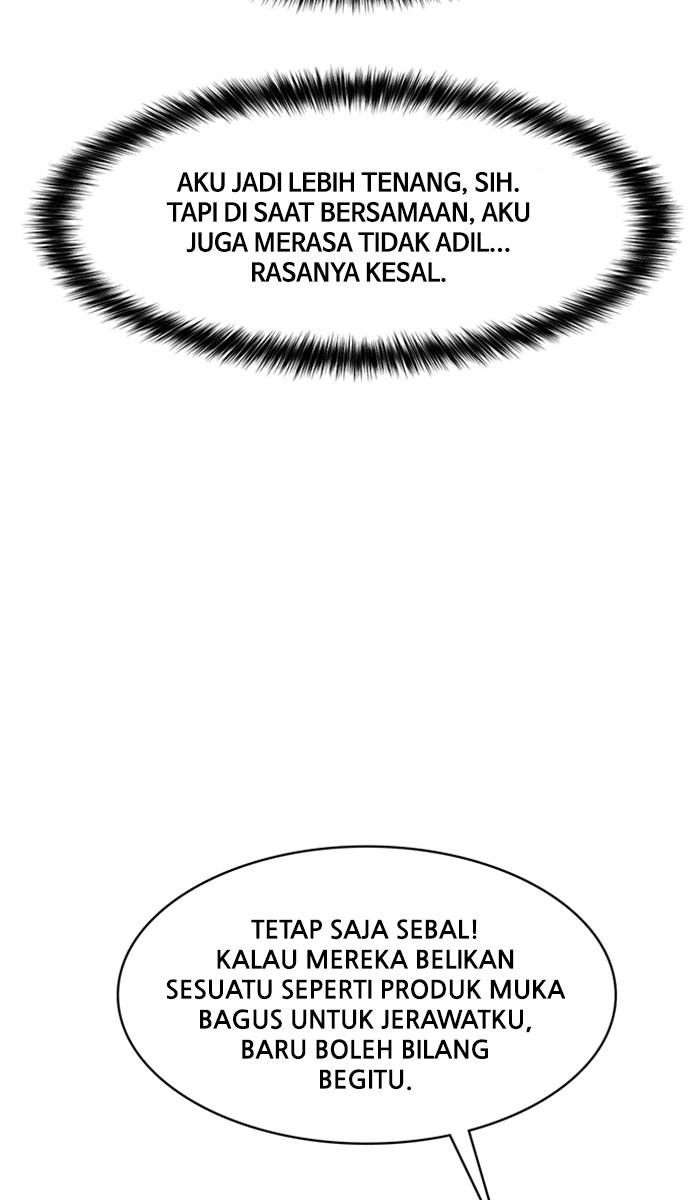 AKU JADI LEBIH TENANG, SIH.
TAPI DI SAAT BERSAMAAN, AKU
JUGA MERASA TIDAK ADIL...
RASANYA KESAL.
TETAP SAJA SEBAL!
KALAU MEREKA BELIKAN
SESUATU SEPERTI PRODUK MUKA
BAGUS UNTUK JERAWATKU,
BARU BOLEH BILANG
BEGITU.